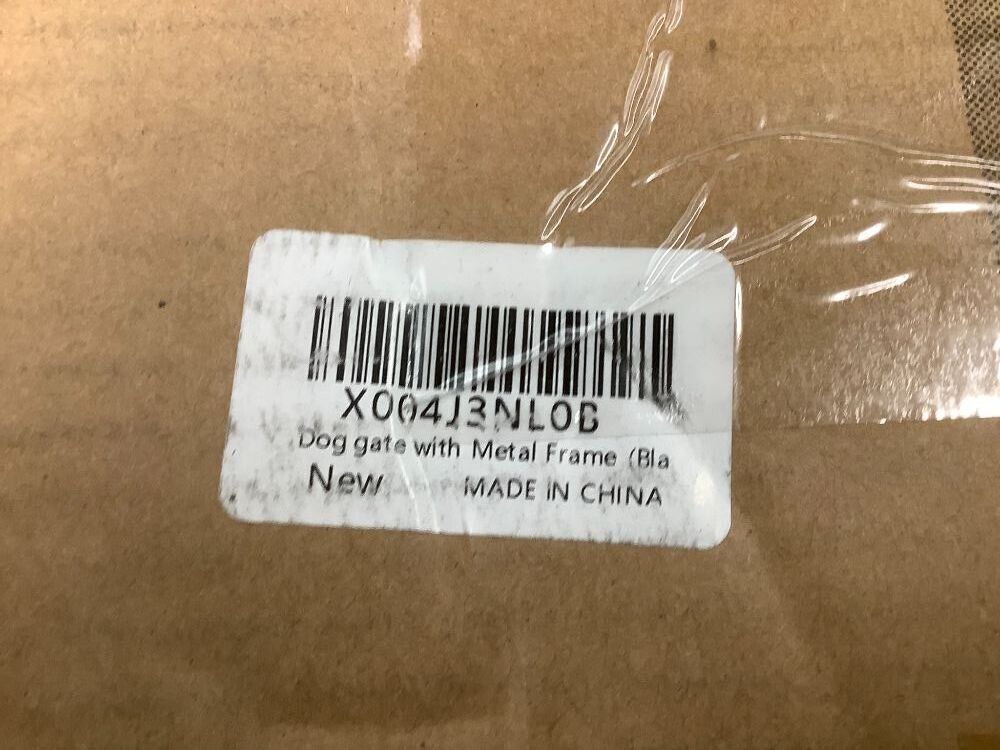 X004J3NL0B
Dog gate with Metal Frame (Bla
New MADE IN CHINA